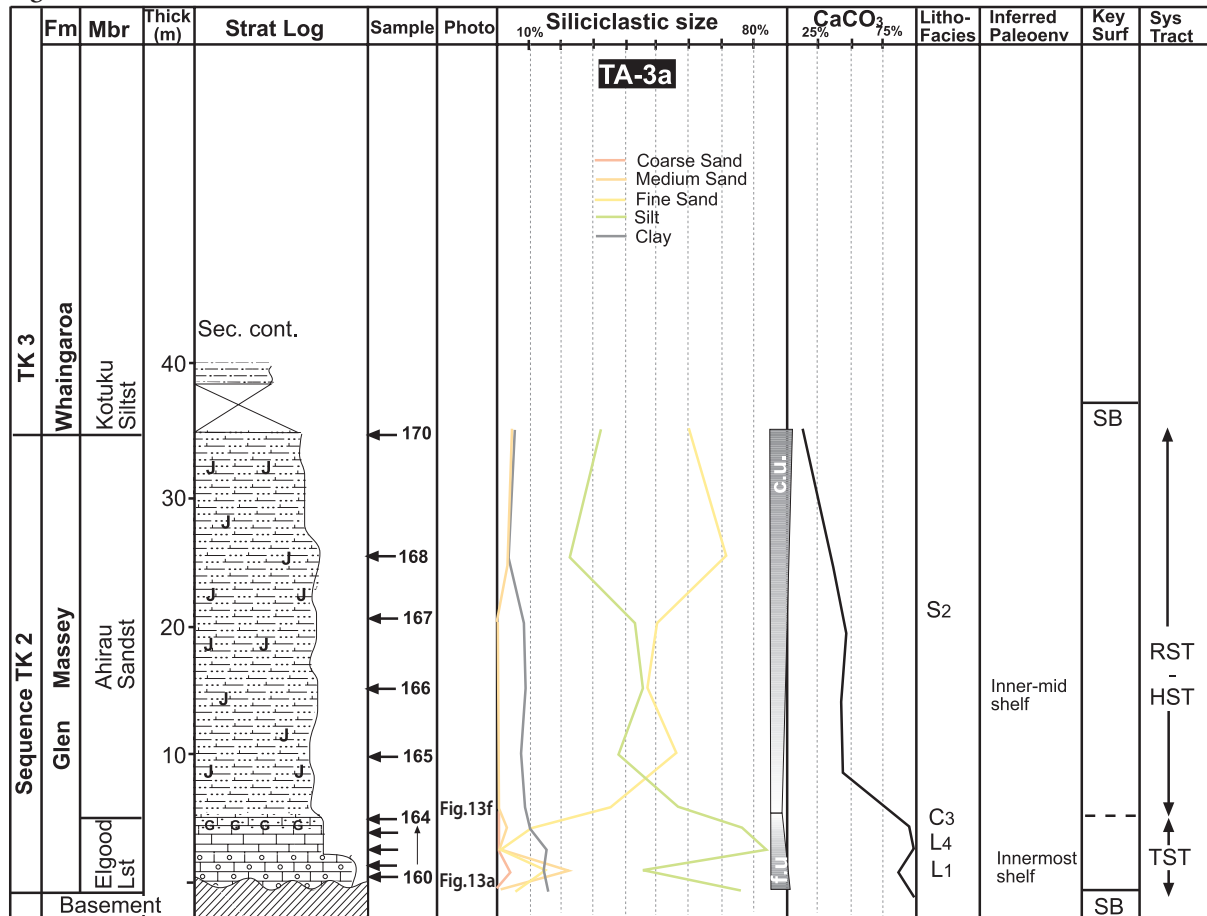 Fm Mbr Thick (m) Strat Log Sample Photo Siliciclastic size CaCO3 Litho-Facies Inferred Paleoenv Key Surf Sys Tract
10% 80% 25% 75%
TA-3a
Coarse Sand
Medium Sand
Fine Sand
Silt
Clay
TK 3
Whaingaroa
Kotuku Siltst
Sec. cont.
40
SB
170
c.u.
J J
30
J
168
J
J J
167
S2
Sequence TK 2
Glen Massey
Ahirau Sandst
20
J J
RST
-
HST
166
Inner-mid shelf
J
J
10
165
J J
Fig.13f
164
C3
G G G G
L4
Elgood Lst
L1
Innermost shelf
TST
160
Fig.13a
f.u.
Basement
SB